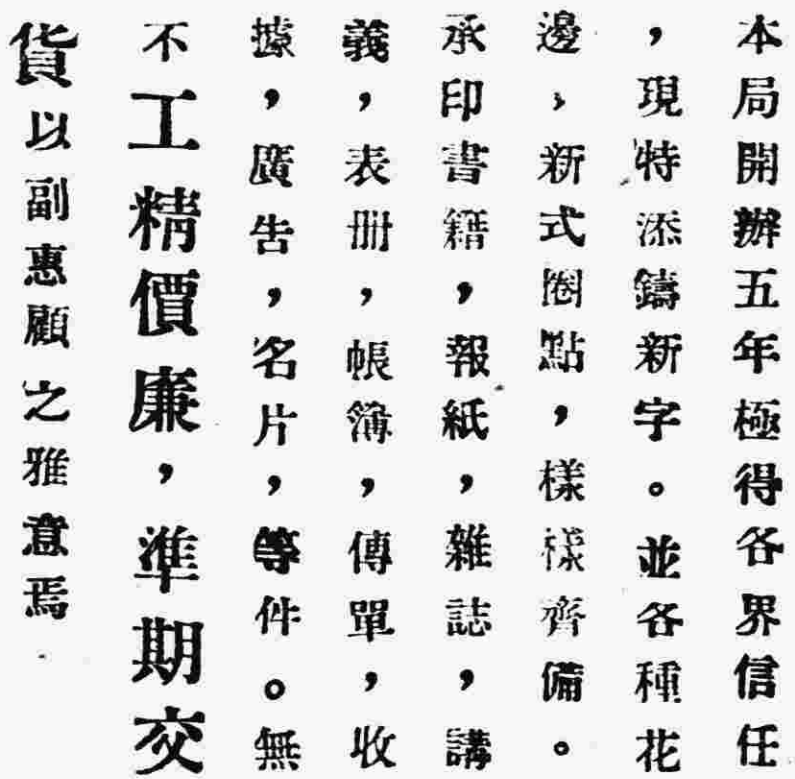 本局開辦五年極得各界信任
，現特添鑄新字。並各種花
邊、新式圈點，樣樣齊備。
承印書籍，報紙，雜誌，講
義，表册，帳簿，傳單，收
據，廣告，名片，等件。無
不工精價廉，準期交
貨以副惠顧之雅意焉